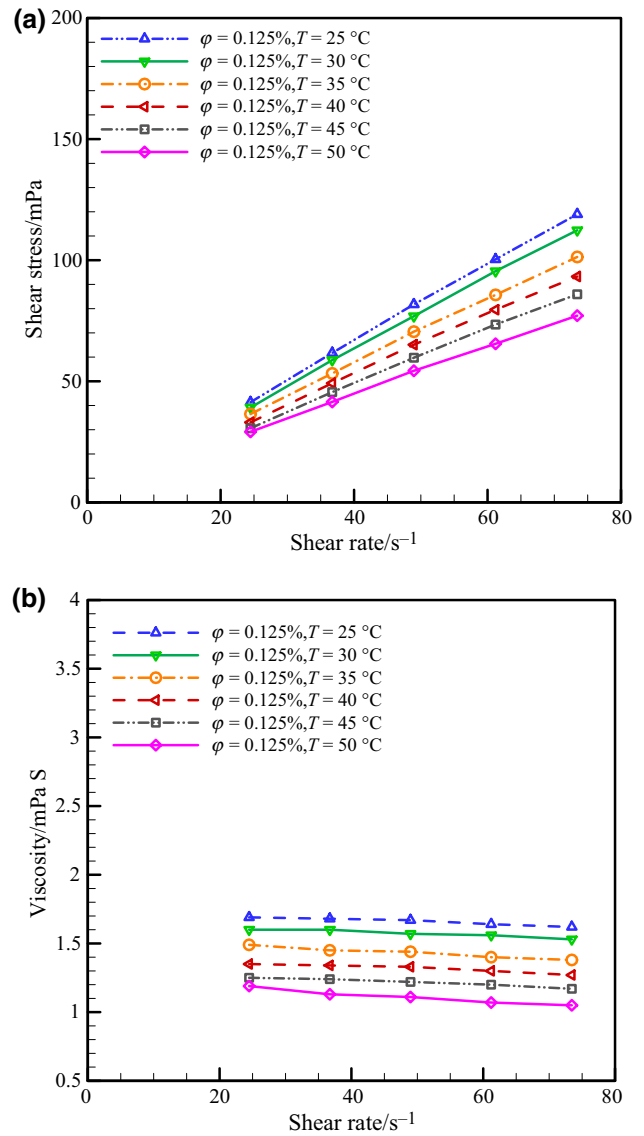 (a)
200
150
100
50
0
Shear stress/mPa
φ = 0.125%,T = 25 °C
φ = 0.125%,T = 30 °C
φ = 0.125%,T = 35 °C
φ = 0.125%,T = 40 °C
φ = 0.125%,T = 45 °C
φ = 0.125%,T = 50 °C
0 20 40 60 80
Shear rate/s⁻¹
(b)
4
3.5
3
2.5
2
1.5
1
0.5
Viscosity/mPa S
φ = 0.125%,T = 25 °C
φ = 0.125%,T = 30 °C
φ = 0.125%,T = 35 °C
φ = 0.125%,T = 40 °C
φ = 0.125%,T = 45 °C
φ = 0.125%,T = 50 °C
0 20 40 60 80
Shear rate/s⁻¹